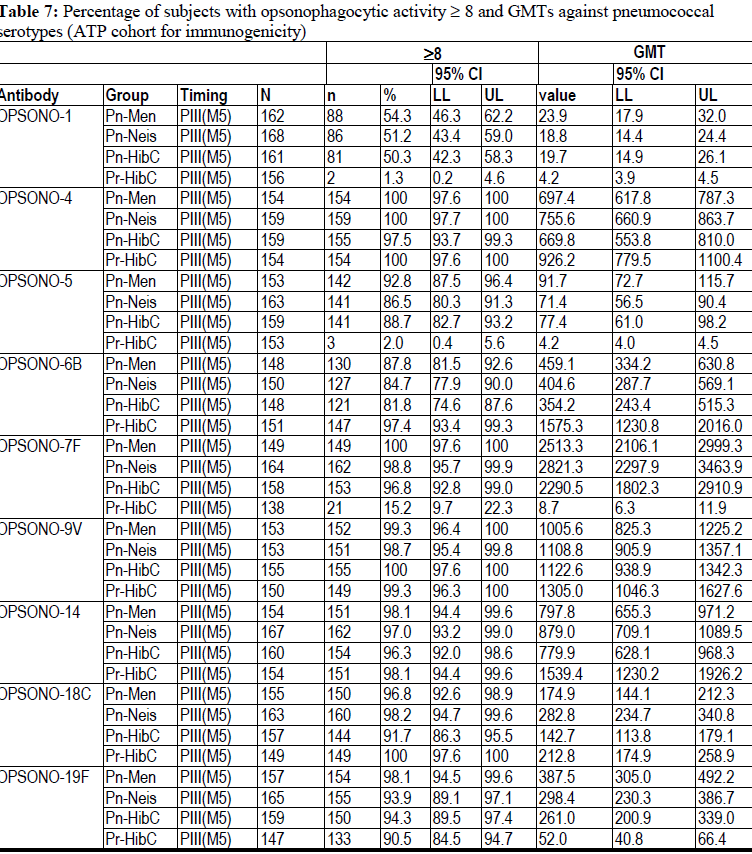 Table 7: Percentage of subjects with opsonophagocytic activity ≥ 8 and GMTs against pneumococcal
serotypes (ATP cohort for immunogenicity)
≥8 GMT
95% CI 95% CI
Antibody Group Timing N n % LL UL value LL UL
OPSONO-1 Pn-Men PIII(M5) 162 88 54.3 46.3 62.2 23.9 17.9 32.0
Pn-Neis PIII(M5) 168 86 51.2 43.4 59.0 18.8 14.4 24.4
Pn-HibC PIII(M5) 161 81 50.3 42.3 58.3 19.7 14.9 26.1
Pr-HibC PIII(M5) 156 2 1.3 0.2 4.6 4.2 3.9 4.5
OPSONO-4 Pn-Men PIII(M5) 154 154 100 97.6 100 697.4 617.8 787.3
Pn-Neis PIII(M5) 159 159 100 97.7 100 755.6 660.9 863.7
Pn-HibC PIII(M5) 159 155 97.5 93.7 99.3 669.8 553.8 810.0
Pr-HibC PIII(M5) 154 154 100 97.6 100 926.2 779.5 1100.4
OPSONO-5 Pn-Men PIII(M5) 153 142 92.8 87.5 96.4 91.7 72.7 115.7
Pn-Neis PIII(M5) 163 141 86.5 80.3 91.3 71.4 56.5 90.4
Pn-HibC PIII(M5) 159 141 88.7 82.7 93.2 77.4 61.0 98.2
Pr-HibC PIII(M5) 153 3 2.0 0.4 5.6 4.2 4.0 4.5
OPSONO-6B Pn-Men PIII(M5) 148 130 87.8 81.5 92.6 459.1 334.2 630.8
Pn-Neis PIII(M5) 150 127 84.7 77.9 90.0 404.6 287.7 569.1
Pn-HibC PIII(M5) 148 121 81.8 74.6 87.6 354.2 243.4 515.3
Pr-HibC PIII(M5) 151 147 97.4 93.4 99.3 1575.3 1230.8 2016.0
OPSONO-7F Pn-Men PIII(M5) 149 149 100 97.6 100 2513.3 2106.1 2999.3
Pn-Neis PIII(M5) 164 162 98.8 95.7 99.9 2821.3 2297.9 3463.9
Pn-HibC PIII(M5) 158 153 96.8 92.8 99.0 2290.5 1802.3 2910.9
Pr-HibC PIII(M5) 138 21 15.2 9.7 22.3 8.7 6.3 11.9
OPSONO-9V Pn-Men PIII(M5) 153 152 99.3 96.4 100 1005.6 825.3 1225.2
Pn-Neis PIII(M5) 153 151 98.7 95.4 99.8 1108.8 905.9 1357.1
Pn-HibC PIII(M5) 155 155 100 97.6 100 1122.6 938.9 1342.3
Pr-HibC PIII(M5) 150 149 99.3 96.3 100 1305.0 1046.3 1627.6
OPSONO-14 Pn-Men PIII(M5) 154 151 98.1 94.4 99.6 797.8 655.3 971.2
Pn-Neis PIII(M5) 167 162 97.0 93.2 99.0 879.0 709.1 1089.5
Pn-HibC PIII(M5) 160 154 96.3 92.0 98.6 779.9 628.1 968.3
Pr-HibC PIII(M5) 154 151 98.1 94.4 99.6 1539.4 1230.2 1926.2
OPSONO-18C Pn-Men PIII(M5) 155 150 96.8 92.6 98.9 174.9 144.1 212.3
Pn-Neis PIII(M5) 163 160 98.2 94.7 99.6 282.8 234.7 340.8
Pn-HibC PIII(M5) 157 144 91.7 86.3 95.5 142.7 113.8 179.1
Pr-HibC PIII(M5) 149 149 100 97.6 100 212.8 174.9 258.9
OPSONO-19F Pn-Men PIII(M5) 157 154 98.1 94.5 99.6 387.5 305.0 492.2
Pn-Neis PIII(M5) 165 155 93.9 89.1 97.1 298.4 230.3 386.7
Pn-HibC PIII(M5) 159 150 94.3 89.5 97.4 261.0 200.9 339.0
Pr-HibC PIII(M5) 147 133 90.5 84.5 94.7 52.0 40.8 66.4